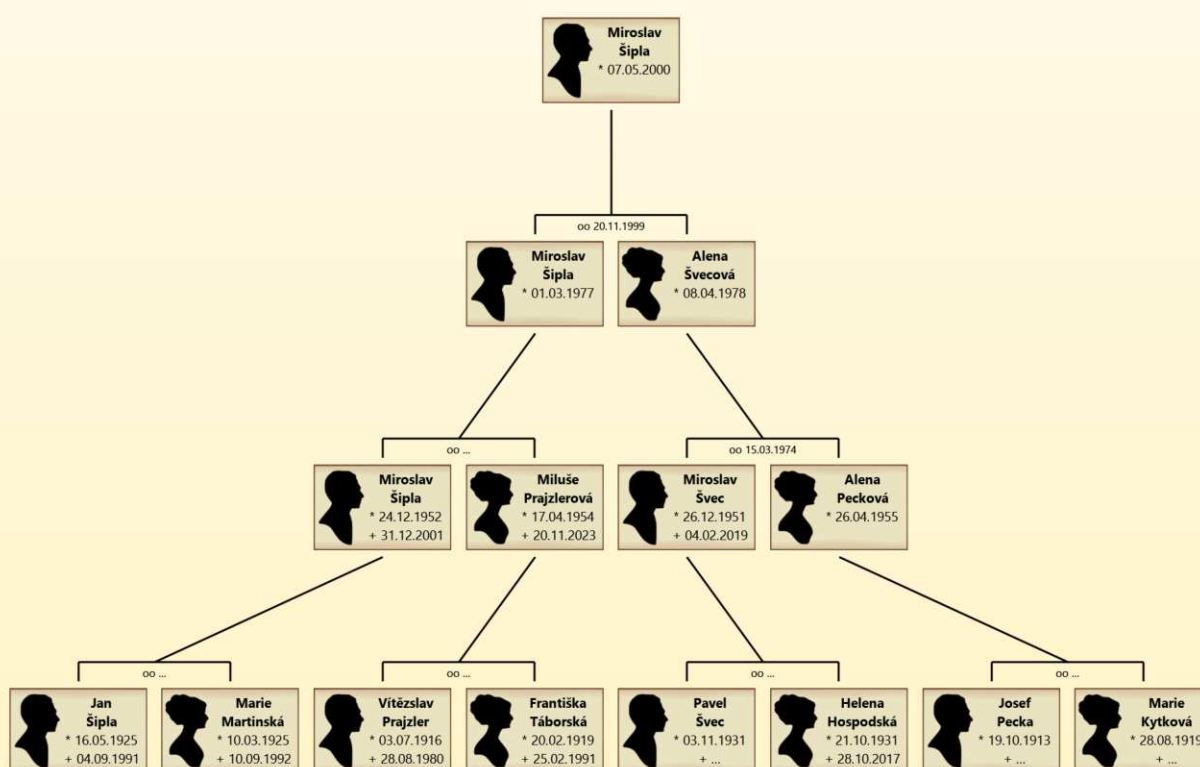 Miroslav
Šipla
* 07.05.2000
oo 20.11.1999
Miroslav
Šipla
* 01.03.1977
Alena
Švecová
* 08.04.1978
oo ...
oo 15.03.1974
Miroslav
Šipla
* 24.12.1952
+ 31.12.2001
Miluše
Prajzlerová
* 17.04.1954
+ 20.11.2023
Miroslav
Švec
* 26.12.1951
+ 04.02.2019
Alena
Pecková
* 26.04.1955
oo ...
oo ...
oo ...
oo ...
Jan
Šipla
* 16.05.1925
+ 04.09.1991
Marie
Martinská
* 10.03.1925
+ 10.09.1992
Vítězslav
Prajzler
* 03.07.1916
+ 28.08.1980
Františka
Táborská
* 20.02.1919
+ 25.02.1991
Pavel
Švec
* 03.11.1931
+ ...
Helena
Hospodská
* 21.10.1931
+ 28.10.2017
Josef
Pecka
* 19.10.1913
+ ...
Marie
Kytková
* 28.08.1919
+ ...